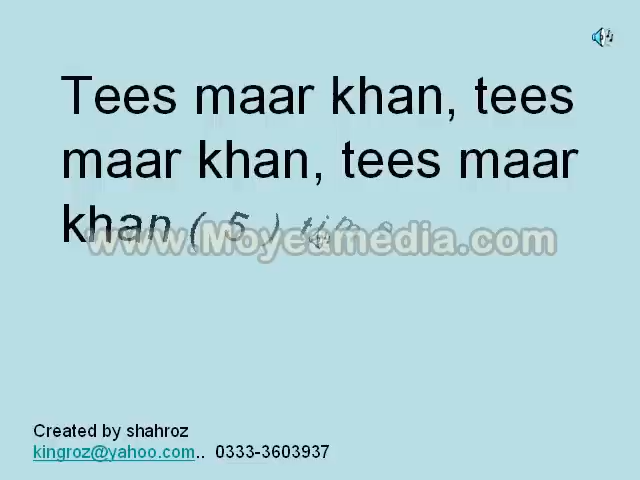 Tees maar khan, tees
maar khan, tees maar
khan ( 5 ) times
www.Moyeamedia.com
Created by shahroz
kingroz@yahoo.com.. 0333-3603937